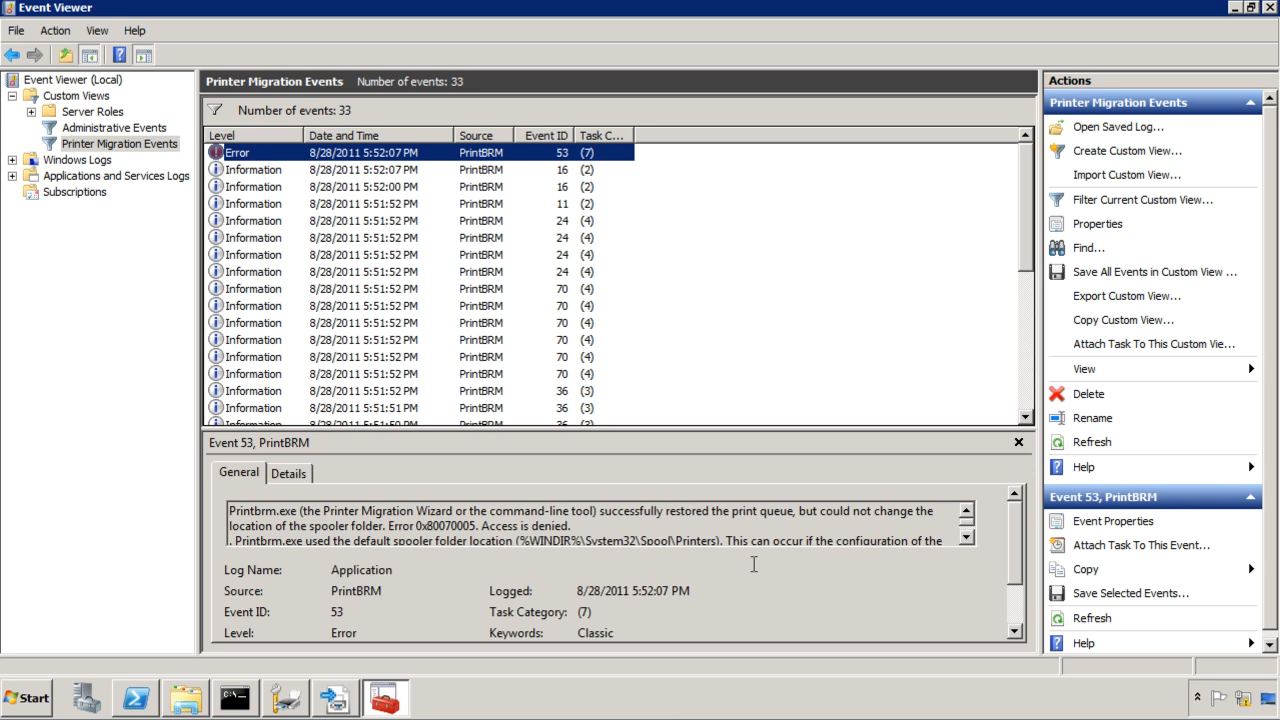 Event Viewer
File Action View Help
Event Viewer (Local)
Custom Views
Server Roles
Administrative Events
Printer Migration Events
Windows Logs
Applications and Services Logs
Subscriptions
Printer Migration Events Number of events: 33
Number of events: 33
Level Date and Time Source Event ID Task C...
Error 8/28/2011 5:52:07 PM PrintBRM 53 (7)
Information 8/28/2011 5:52:07 PM PrintBRM 16 (2)
Information 8/28/2011 5:52:00 PM PrintBRM 16 (2)
Information 8/28/2011 5:51:52 PM PrintBRM 11 (2)
Information 8/28/2011 5:51:52 PM PrintBRM 24 (4)
Information 8/28/2011 5:51:52 PM PrintBRM 24 (4)
Information 8/28/2011 5:51:52 PM PrintBRM 24 (4)
Information 8/28/2011 5:51:52 PM PrintBRM 24 (4)
Information 8/28/2011 5:51:52 PM PrintBRM 70 (4)
Information 8/28/2011 5:51:52 PM PrintBRM 70 (4)
Information 8/28/2011 5:51:52 PM PrintBRM 70 (4)
Information 8/28/2011 5:51:52 PM PrintBRM 70 (4)
Information 8/28/2011 5:51:52 PM PrintBRM 70 (4)
Information 8/28/2011 5:51:52 PM PrintBRM 70 (4)
Information 8/28/2011 5:51:52 PM PrintBRM 36 (3)
Information 8/28/2011 5:51:51 PM PrintBRM 36 (3)
Information 8/28/2011 5:51:50 PM PrintBRM 36 (3)
Event 53, PrintBRM
General Details
Printbrm.exe (the Printer Migration Wizard or the command-line tool) successfully restored the print queue, but could not change the
location of the spooler folder. Error 0x80070005. Access is denied.
. Printbrm.exe used the default spooler folder location (%WINDIR%\System32\Spool\Printers). This can occur if the configuration of the
Log Name: Application
Source: PrintBRM Logged: 8/28/2011 5:52:07 PM
Event ID: 53 Task Category: (7)
Level: Error Keywords: Classic
Actions
Printer Migration Events
Open Saved Log...
Create Custom View...
Import Custom View...
Filter Current Custom View...
Properties
Find...
Save All Events in Custom View ...
Export Custom View...
Copy Custom View...
Attach Task To This Custom Vie...
View
Delete
Rename
Refresh
Help
Event 53, PrintBRM
Event Properties
Attach Task To This Event...
Copy
Save Selected Events...
Refresh
Help
Start